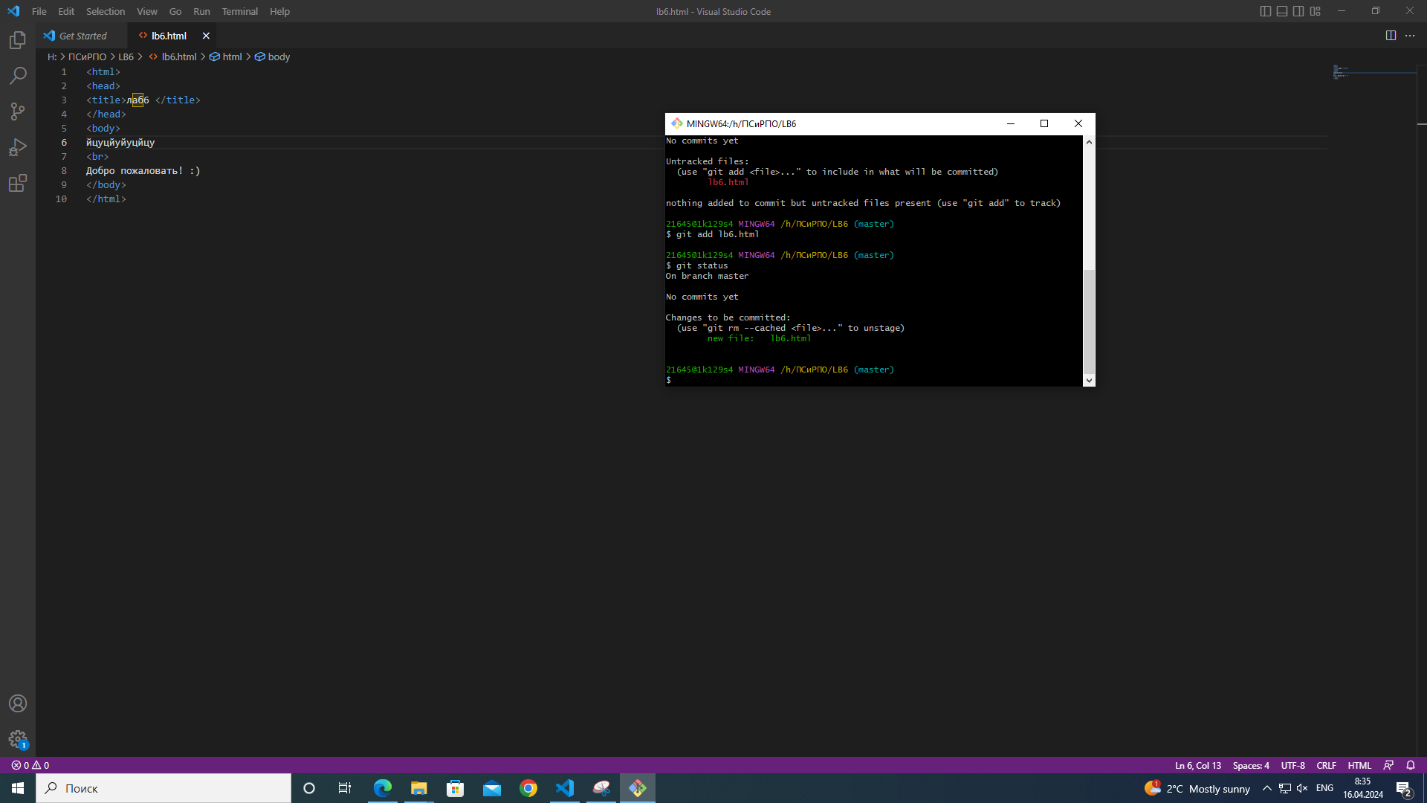 File Edit Selection View Go Run Terminal Help
lb6.html - Visual Studio Code
Get Started
lb6.html
H: > ПСиРПО > LB6 > lb6.html > html > body
1 <html>
2 <head>
3 <title>лаб6 </title>
4 </head>
5 <body>
6 йцуцйуйуцйцу
7 <br>
8 Добро пожаловать! :)
9 </body>
10 </html>
MINGW64:/h/ПСиРПО/LB6
No commits yet
Untracked files:
(use "git add <file>..." to include in what will be committed)
lb6.html
nothing added to commit but untracked files present (use "git add" to track)
21645@1k129s4 MINGW64 /h/ПСиРПО/LB6 (master)
$ git add lb6.html
21645@1k129s4 MINGW64 /h/ПСиРПО/LB6 (master)
$ git status
On branch master
No commits yet
Changes to be committed:
(use "git rm --cached <file>..." to unstage)
new file: lb6.html
21645@1k129s4 MINGW64 /h/ПСиРПО/LB6 (master)
$
1
0 0
Ln 6, Col 13 Spaces: 4 UTF-8 CRLF HTML
Поиск
2°C Mostly sunny
ENG
8:35
16.04.2024
2